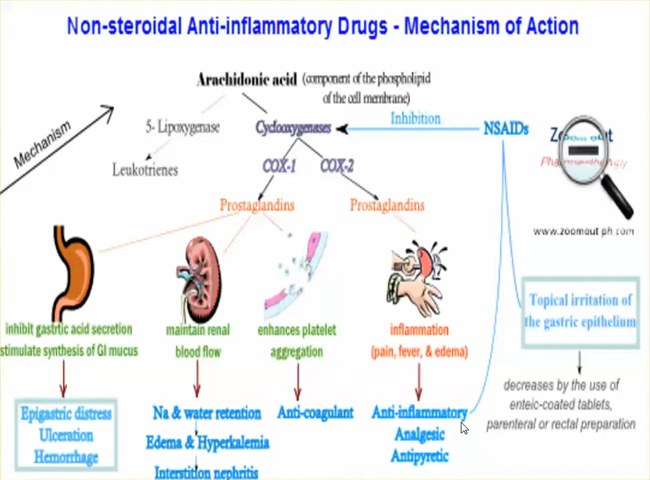 Non-steroidal Anti-inflammatory Drugs - Mechanism of Action
Arachidonic acid (component of the phospholipid
of the cell membrane)
Mechanism
5- Lipoxygenase
Cyclooxygenases
Inhibition
NSAIDs
Zoom out
Leukotrienes
COX-1
COX-2
Prostaglandins
Prostaglandins
www.zoomout ph.com
inhibit gastric acid secretion
stimulate synthesis of GI mucus
maintain renal
blood flow
enhances platelet
aggregation
inflammation
(pain, fever, & edema)
Topical irritation of
the gastric epithelium
decreases by the use of
enteic-coated tablets,
parenteral or rectal preparation
Epigastric distress
Ulceration
Hemorrhage
Na & water retention
Edema & Hyperkalemia
Interstition nephritis
Anti-coagulant
Anti-inflammatory
Analgesic
Antipyretic